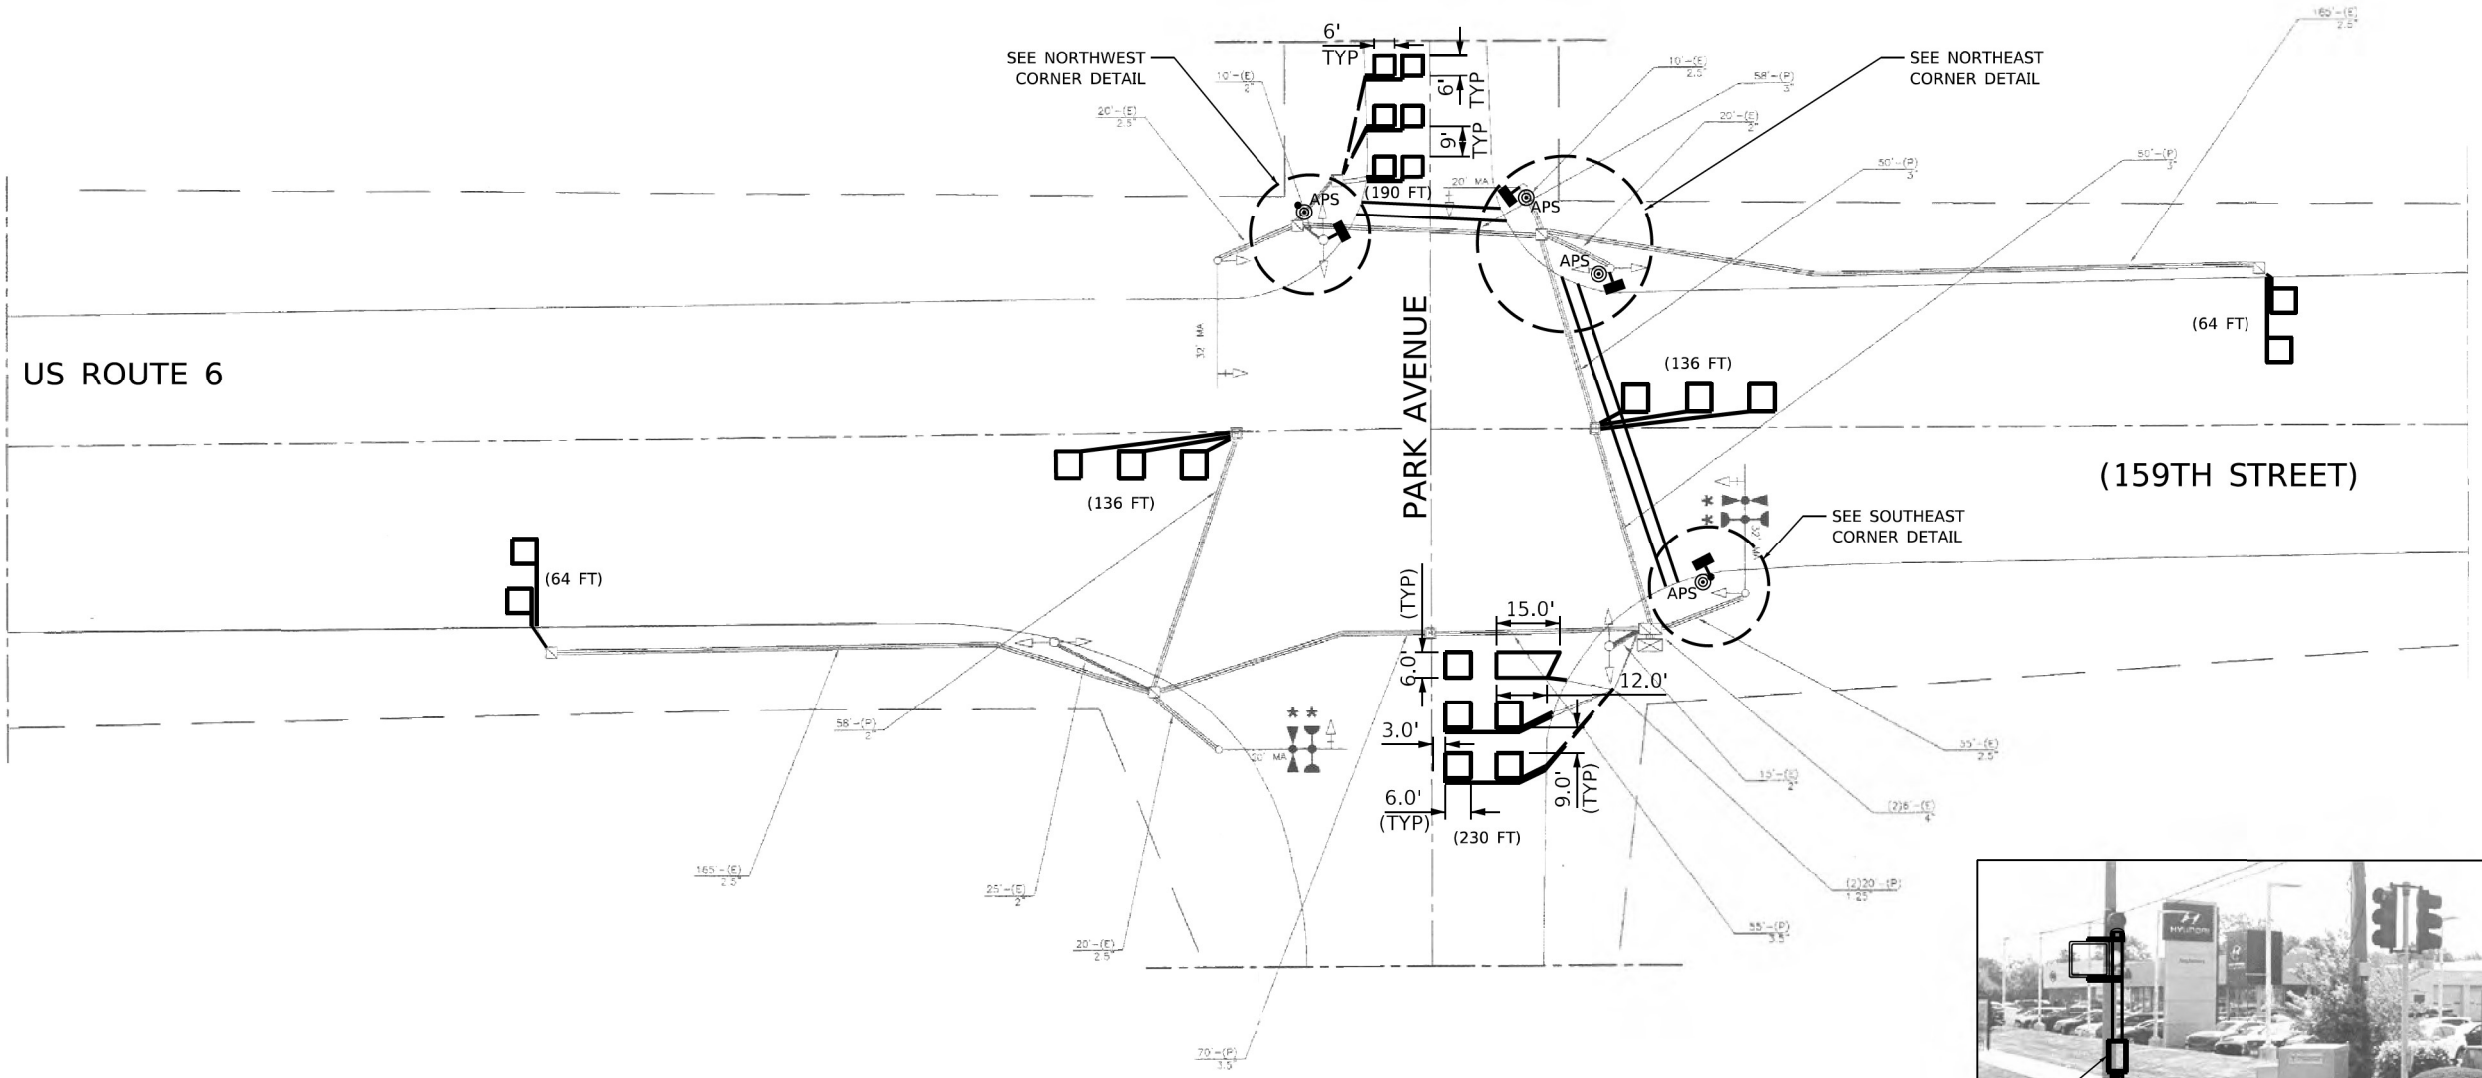 SEE NORTHWEST
CORNER DETAIL
6'
TYP
6'
TYP
9'
TYP
SEE NORTHEAST
CORNER DETAIL
10'-(E)
2"
20'-(E)
2.5"
10'-(E)
2.5"
58'-(P)
3"
20'-(E)
2"
50'-(P)
3"
50'-(P)
3"
165'-(E)
2.5"
APS
(190 FT)
20' MA
APS
APS
32' MA
(64 FT)
US ROUTE 6
PARK AVENUE
(136 FT)
(136 FT)
(159TH STREET)
* *
32' MA
SEE SOUTHEAST
CORNER DETAIL
APS
(64 FT)
(TYP)
6.0'
15.0'
12.0'
3.0'
6.0'
(TYP)
9.0'
(TYP)
(230 FT)
* *
20' MA
58'-(P)
2"
165'-(E)
2.5"
25'-(E)
2"
20'-(E)
2.5"
70'-(P)
3.5"
15'-(E)
2"
(2)20'-(P)
1.25"
(2)6'-(E)
4"
2.5"
3.5"
HYUNDAI